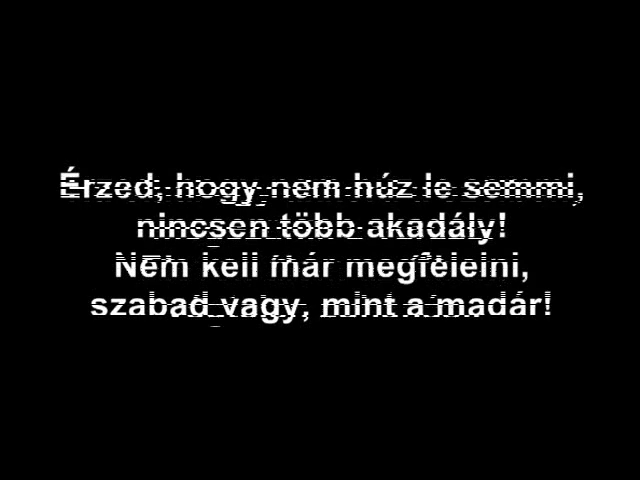 Érzed, hogy nem húz le semmi,
nincsen több akadály!
Nem kell már megfelelni,
szabad vagy, mint a madár!